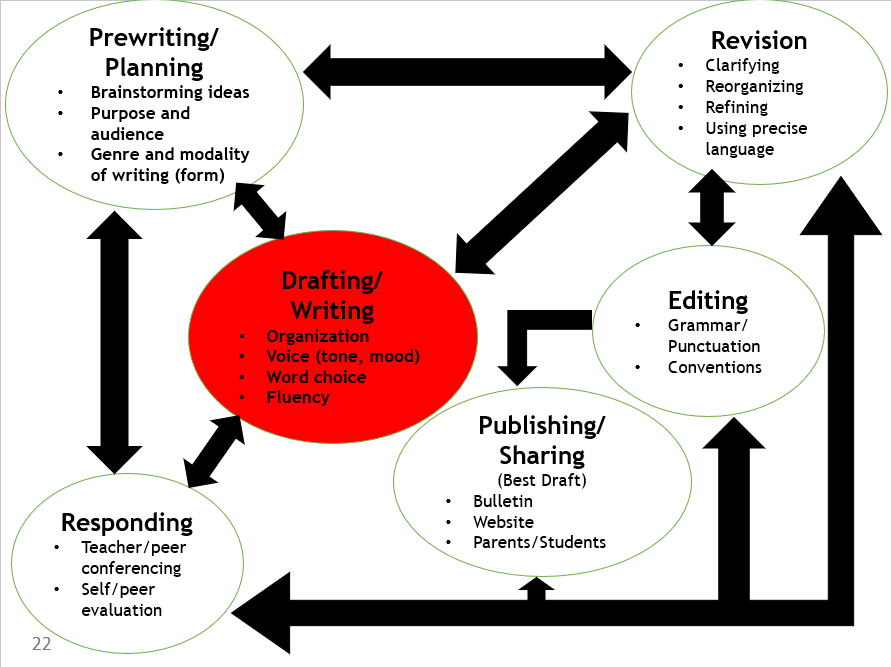 Prewriting/
Planning
• Brainstorming ideas
• Purpose and
audience
• Genre and modality
of writing (form)
Revision
• Clarifying
• Reorganizing
• Refining
• Using precise
language
Drafting/
Writing
• Organization
• Voice (tone, mood)
• Word choice
• Fluency
Editing
• Grammar/
Punctuation
• Conventions
Publishing/
Sharing
(Best Draft)
• Bulletin
• Website
• Parents/Students
Responding
• Teacher/peer
conferencing
• Self/peer
evaluation
22